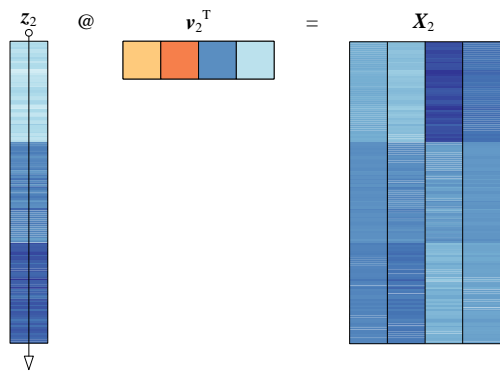 z₂ @ v₂ᵀ = X₂